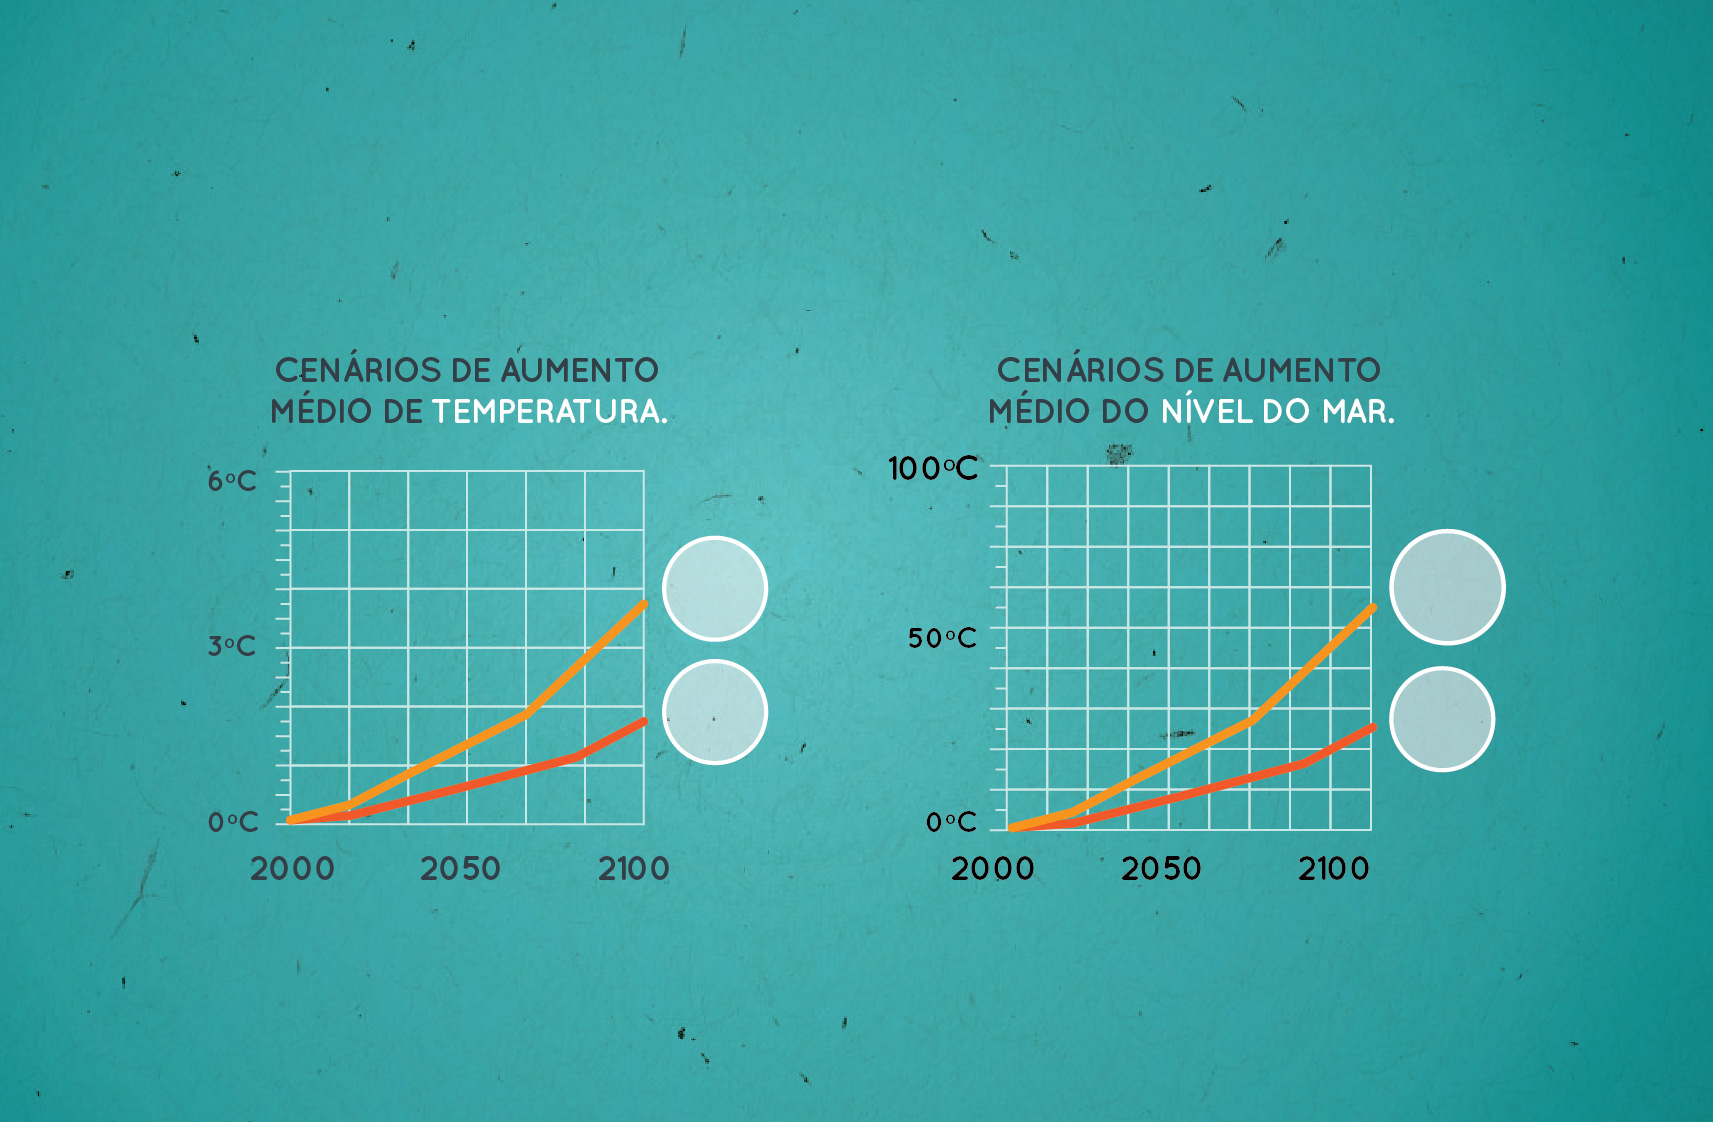 CENÁRIOS DE AUMENTO
MÉDIO DE TEMPERATURA.
6ºC
3ºC
0ºC
2000 2050 2100
CENÁRIOS DE AUMENTO
MÉDIO DO NÍVEL DO MAR.
100ºC
50ºC
0ºC
2000 2050 2100